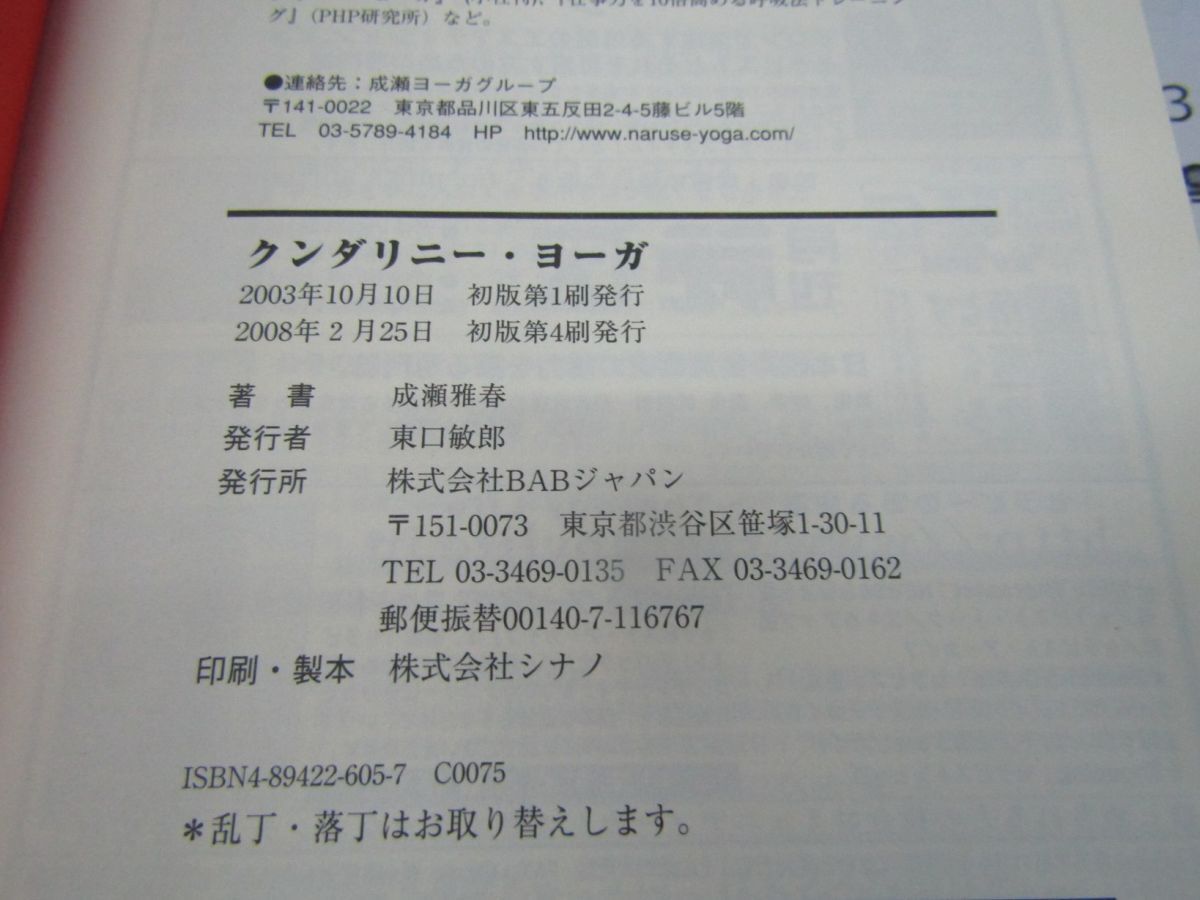 グ』(PHP研究所)など。
●連絡先：成瀬ヨーガグループ
〒141-0022　東京都品川区東五反田2-4-5藤ビル5階
TEL　03-5789-4184　HP　http://www.naruse-yoga.com/
クンダリニー・ヨーガ
2003年10月10日　初版第1刷発行
2008年 2 月25日　初版第4刷発行
著　書　成瀬雅春
発行者　東口敏郎
発行所　株式会社BABジャパン
〒151-0073　東京都渋谷区笹塚1-30-11
TEL 03-3469-0135　FAX 03-3469-0162
郵便振替00140-7-116767
印刷・製本　株式会社シナノ
ISBN4-89422-605-7　C0075
＊乱丁・落丁はお取り替えします。